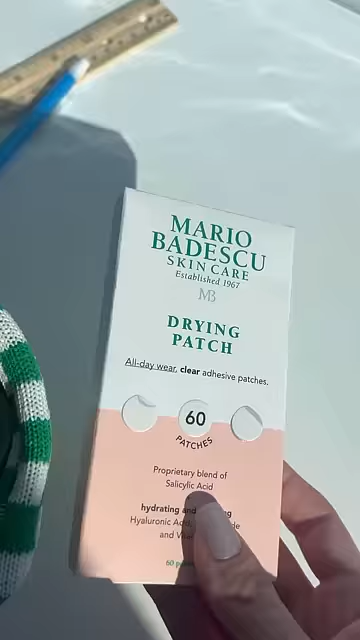 MARIO
BADESCU
SKIN CARE
Established 1967
MB
DRYING
PATCH
All-day wear, clear adhesive patches.
60
PATCHES
Proprietary blend of
Salicylic Acid
hydrating
Hyaluronic Acid,
and
60